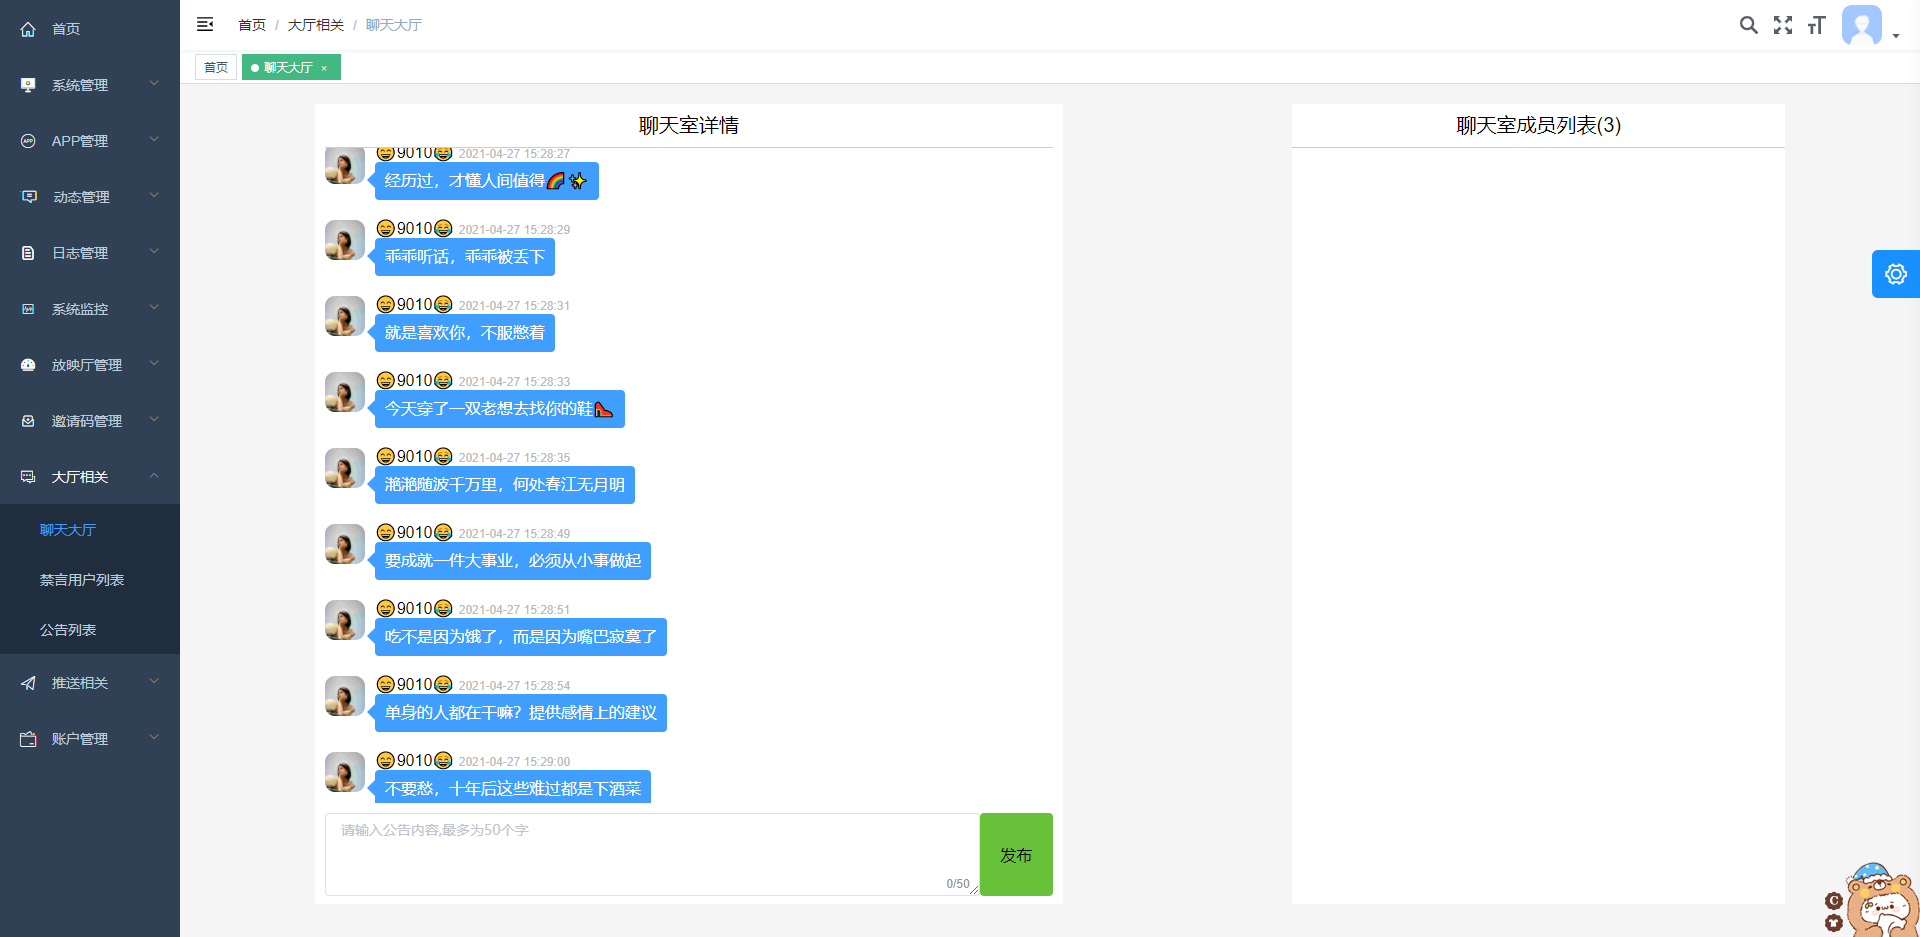 首页
系统管理
APP管理
动态管理
日志管理
系统监控
放映厅管理
邀请码管理
大厅相关
聊天大厅
禁言用户列表
公告列表
推送相关
账户管理
首页 / 大厅相关 / 聊天大厅
首页
聊天大厅 ×
聊天室详情
😄9010😂 2021-04-27 15:28:27
经历过，才懂人间值得🌈✨
😄9010😂 2021-04-27 15:28:29
乖乖听话，乖乖被丢下
😄9010😂 2021-04-27 15:28:31
就是喜欢你，不服憋着
😄9010😂 2021-04-27 15:28:33
今天穿了一双老想去找你的鞋👠
😄9010😂 2021-04-27 15:28:35
滟滟随波千万里，何处春江无月明
😄9010😂 2021-04-27 15:28:49
要成就一件大事业，必须从小事做起
😄9010😂 2021-04-27 15:28:51
吃不是因为饿了，而是因为嘴巴寂寞了
😄9010😂 2021-04-27 15:28:54
单身的人都在干嘛？提供感情上的建议
😄9010😂 2021-04-27 15:29:00
不要愁，十年后这些难过都是下酒菜
请输入公告内容,最多为50个字
0/50
发布
聊天室成员列表(3)